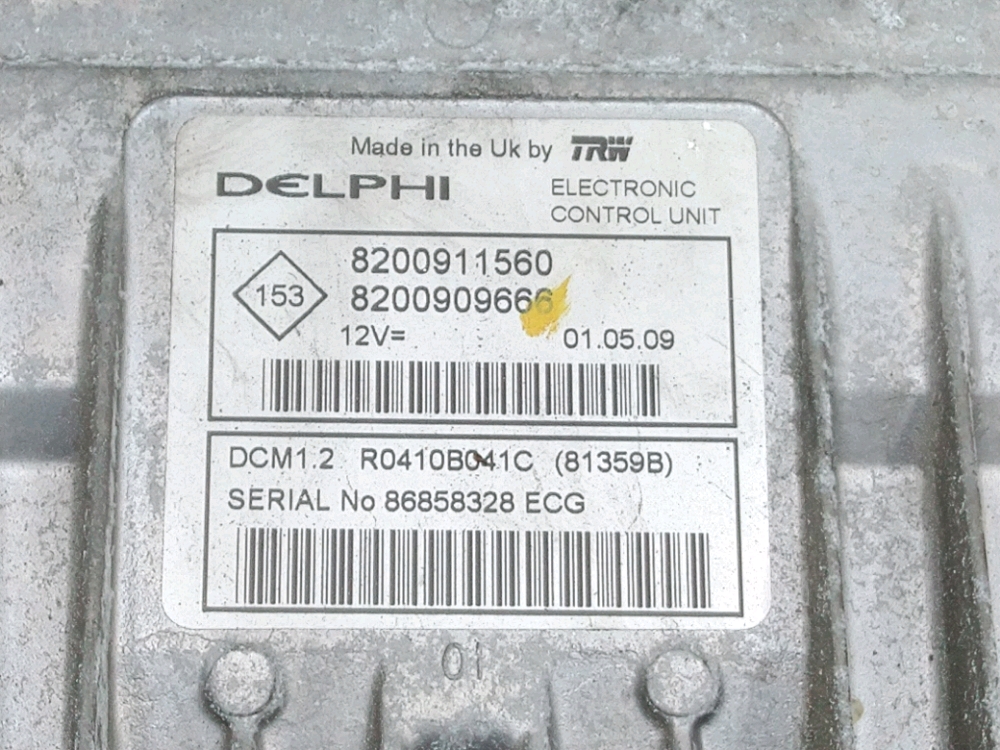 Made in the Uk by TRW
DELPHI
ELECTRONIC
CONTROL UNIT
153
8200911560
8200909666
12V=
01.05.09
DCM1.2 R0410B041C (81359B)
SERIAL No 86858328 ECG
01